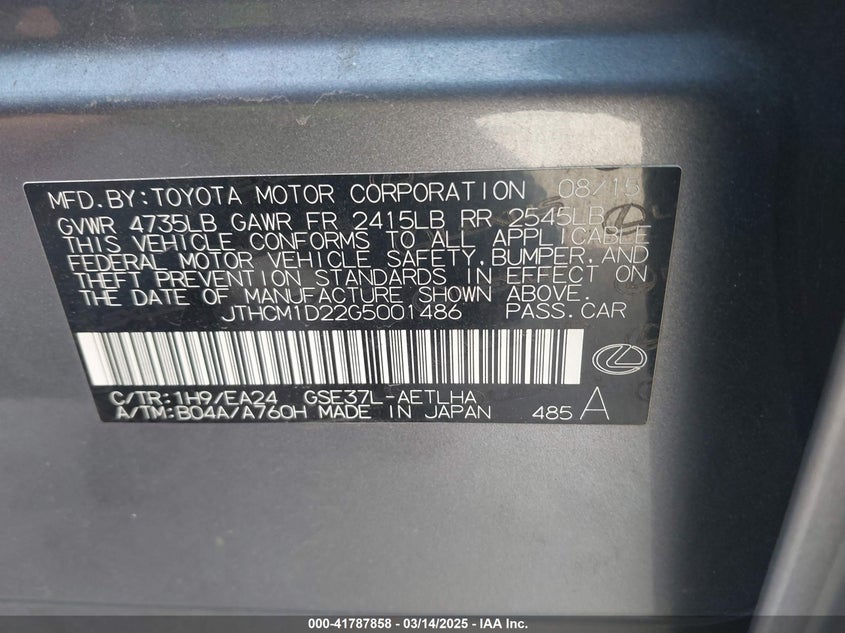 MFD.BY:TOYOTA MOTOR CORPORATION 08/15
GVWR 4735LB GAWR FR 2415LB RR 2545LB
THIS VEHICLE CONFORMS TO ALL APPLICABLE
FEDERAL MOTOR VEHICLE SAFETY,BUMPER,AND
THEFT PREVENTION STANDARDS IN EFFECT ON
THE DATE OF MANUFACTURE SHOWN ABOVE.
JTHCM1D22G5001486 PASS.CAR
C/TR:1H9/EA24 GSE37L-AETLHA
A/TM:B04A/A760H MADE IN JAPAN 485 A
000-41787858 — 03/14/2025 — IAA Inc.